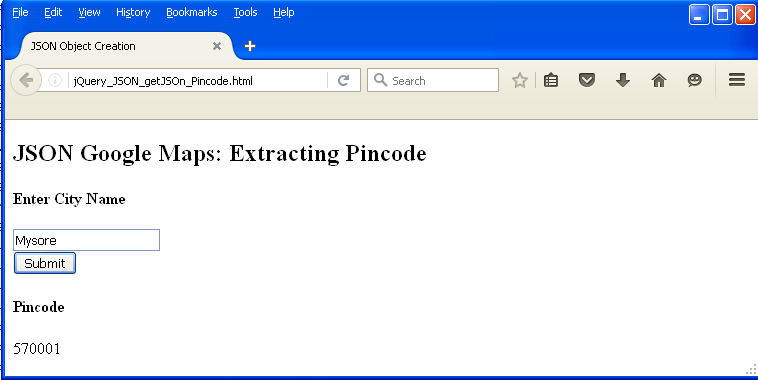 File Edit View History Bookmarks Tools Help
JSON Object Creation
jQuery_JSON_getJSOn_Pincode.html Search
JSON Google Maps: Extracting Pincode
Enter City Name
Mysore
Submit
Pincode
570001